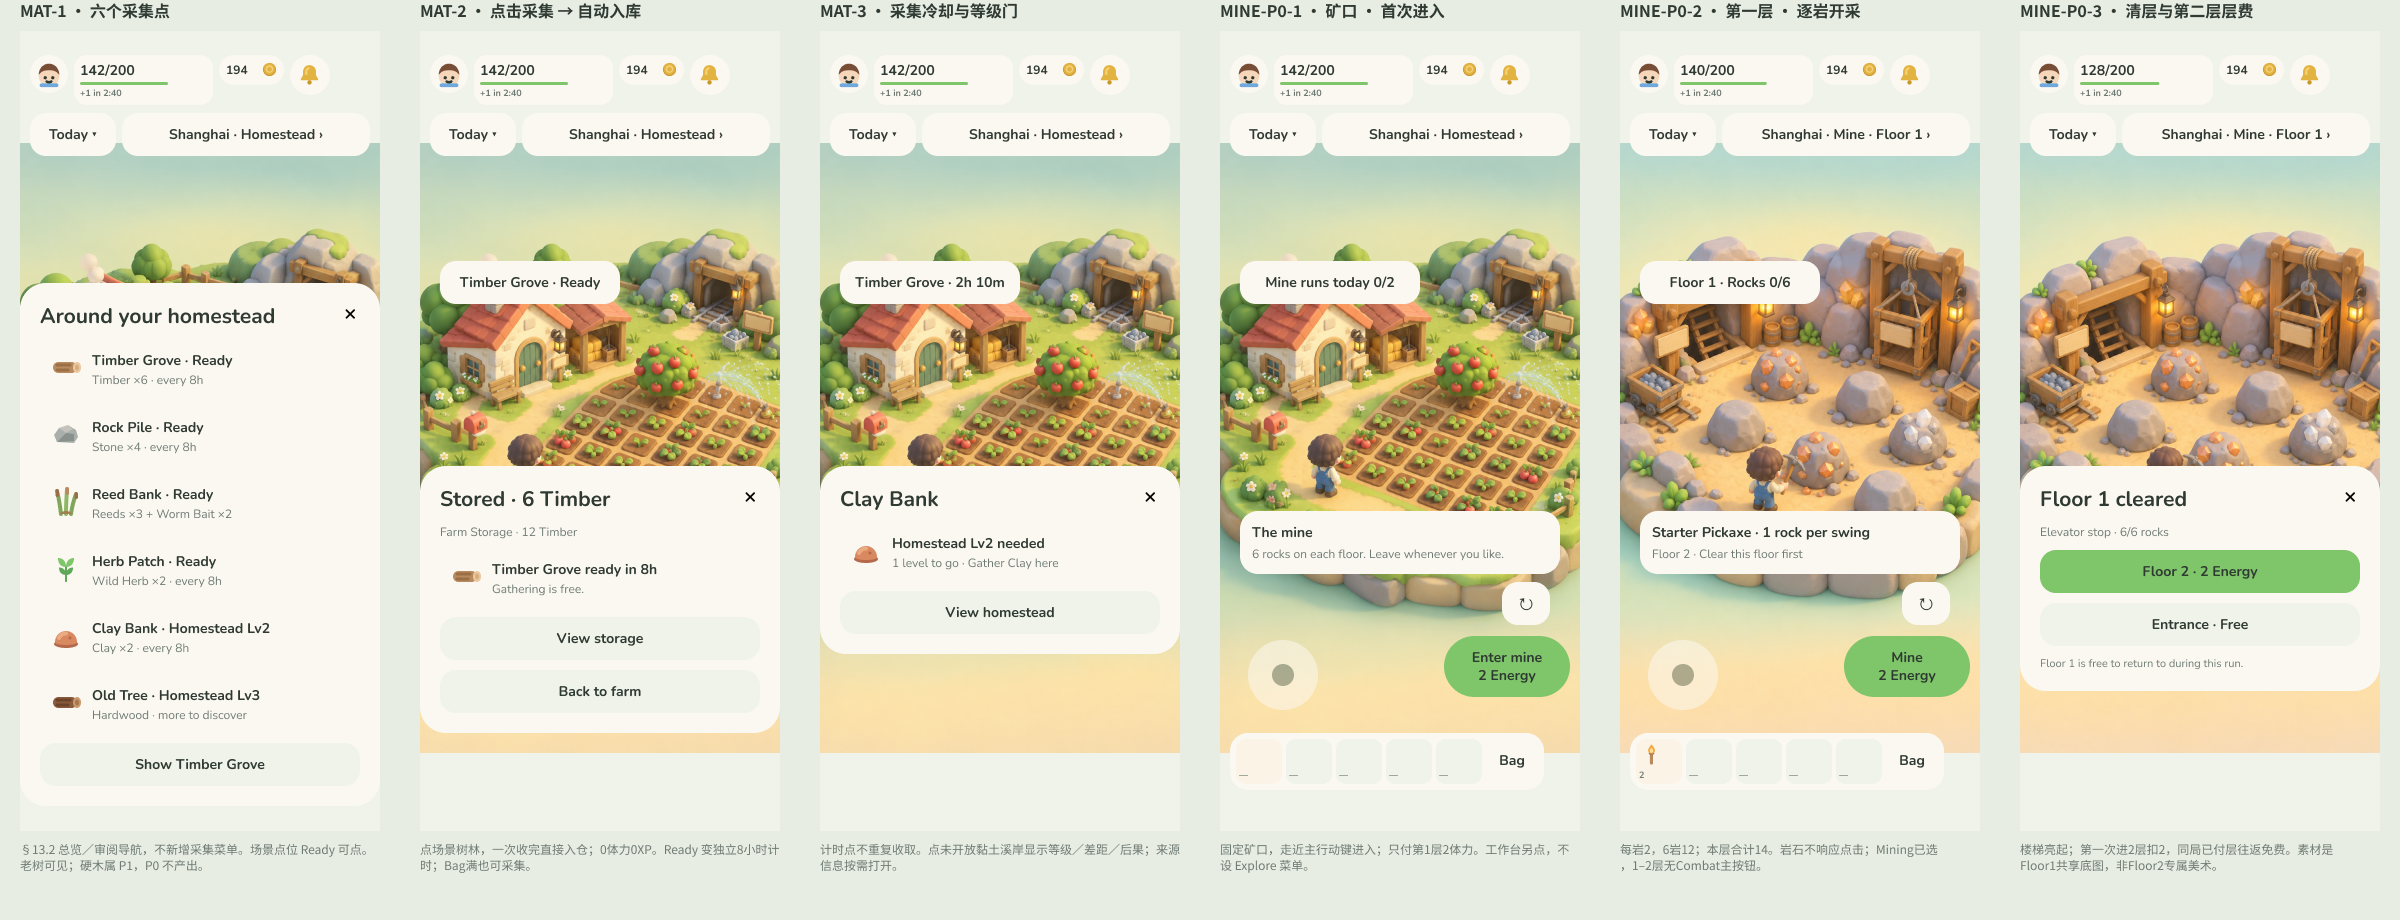 MAT-1 · 六个采集点
142/200
+1 in 2:40
194
Today ▾
Shanghai · Homestead ›
Around your homestead
×
Timber Grove · Ready
Timber ×6 · every 8h
Rock Pile · Ready
Stone ×4 · every 8h
Reed Bank · Ready
Reeds ×3 + Worm Bait ×2
Herb Patch · Ready
Wild Herb ×2 · every 8h
Clay Bank · Homestead Lv2
Clay ×2 · every 8h
Old Tree · Homestead Lv3
Hardwood · more to discover
Show Timber Grove
§13.2 总览／审阅导航，不新增采集菜单。场景点位 Ready 可点。
老树可见；硬木属 P1，P0 不产出。
MAT-2 · 点击采集 → 自动入库
142/200
+1 in 2:40
194
Today ▾
Shanghai · Homestead ›
Timber Grove · Ready
Stored · 6 Timber
×
Farm Storage · 12 Timber
Timber Grove ready in 8h
Gathering is free.
View storage
Back to farm
点场景树林，一次收完直接入仓；0体力0XP。Ready 变独立8小时计
时；Bag满也可采集。
MAT-3 · 采集冷却与等级门
142/200
+1 in 2:40
194
Today ▾
Shanghai · Homestead ›
Timber Grove · 2h 10m
Clay Bank
×
Homestead Lv2 needed
1 level to go · Gather Clay here
View homestead
计时点不重复收取。点未开放黏土溪岸显示等级／差距／后果；来源
信息按需打开。
MINE-P0-1 · 矿口 · 首次进入
142/200
+1 in 2:40
194
Today ▾
Shanghai · Homestead ›
Mine runs today 0/2
The mine
6 rocks on each floor. Leave whenever you like.
↻
Enter mine
2 Energy
— — — — —
Bag
固定矿口，走近主行动键进入；只付第1层2体力。工作台另点，不
设 Explore 菜单。
MINE-P0-2 · 第一层 · 逐岩开采
140/200
+1 in 2:40
194
Today ▾
Shanghai · Mine · Floor 1 ›
Floor 1 · Rocks 0/6
Starter Pickaxe · 1 rock per swing
Floor 2 · Clear this floor first
↻
Mine
2 Energy
2 — — — —
Bag
每岩2，6岩12；本层合计14。岩石不响应点击；Mining已选
，1–2层无Combat主按钮。
MINE-P0-3 · 清层与第二层层费
128/200
+1 in 2:40
194
Today ▾
Shanghai · Mine · Floor 1 ›
Floor 1 cleared
×
Elevator stop · 6/6 rocks
Floor 2 · 2 Energy
Entrance · Free
Floor 1 is free to return to during this run.
楼梯亮起；第一次进2层扣2，同局已付层往返免费。素材是
Floor1共享底图，非Floor2专属美术。